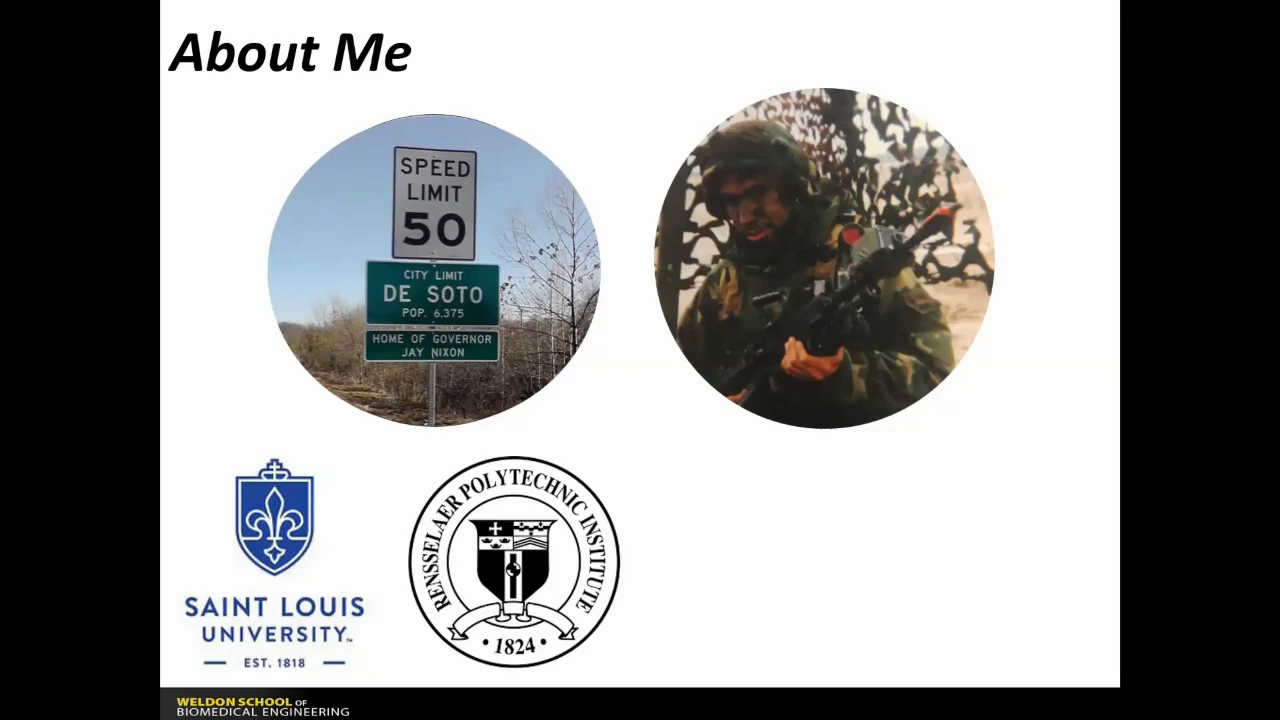 About Me
SPEED
LIMIT
50
CITY LIMIT
DE SOTO
POP. 6,375
HOME OF GOVERNOR
JAY NIXON
SAINT LOUIS
UNIVERSITY™
EST. 1818
RENSSELAER POLYTECHNIC INSTITUTE
• 1824 •
WELDON SCHOOL OF
BIOMEDICAL ENGINEERING